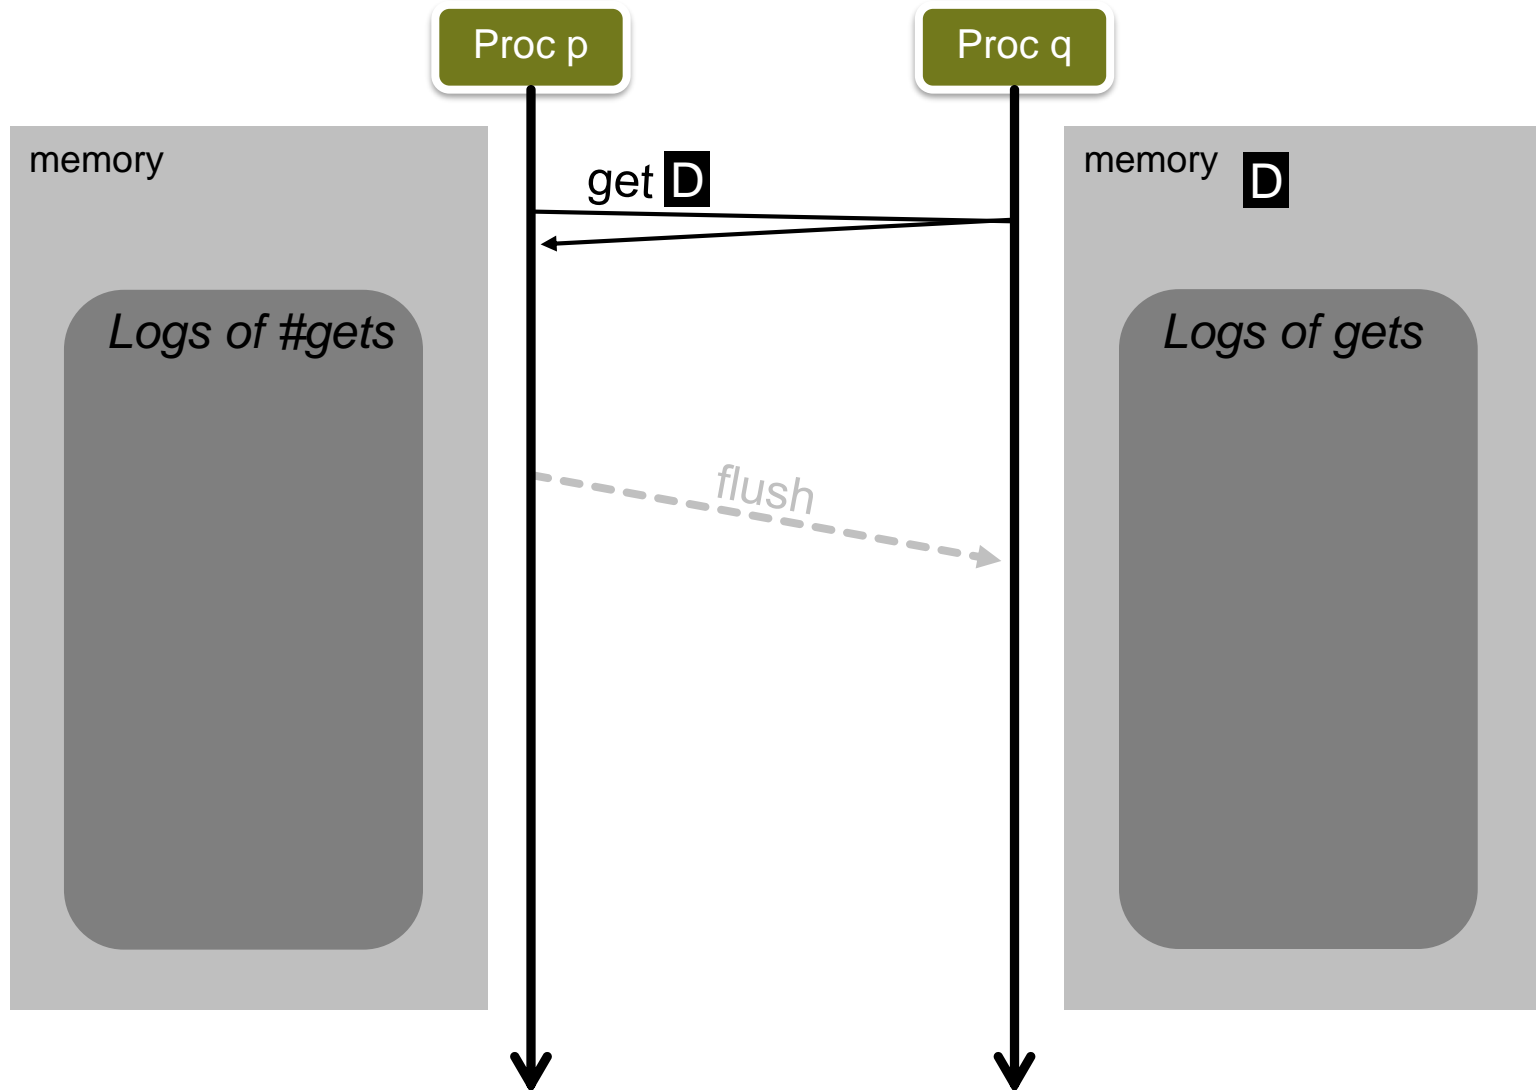 Proc p
Proc q
memory
memory
D
get D
Logs of #gets
Logs of gets
flush